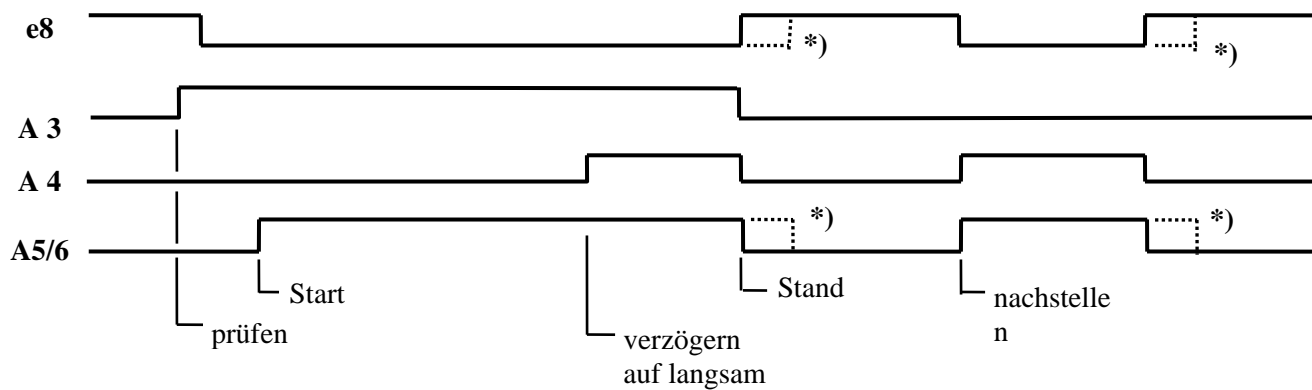 e8
*)
*)
A 3
A 4
*)
*)
A5/6
Start
Stand
nachstelle
n
prüfen
verzögern
auf langsam